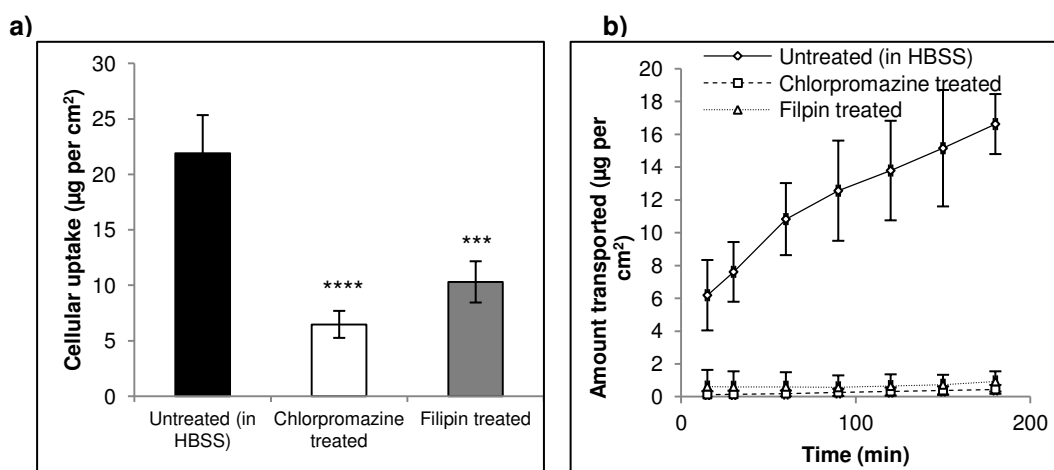 a)
30
25
20
15
10
5
0
Cellular uptake (µg per cm²)
****
***
Untreated (in
HBSS)
Chlorpromazine
treated
Filipin treated
b)
Untreated (in HBSS)
Chlorpromazine treated
Filpin treated
20
18
16
14
12
10
8
6
4
2
0
Amount transported (µg per
cm²)
0
100
200
Time (min)